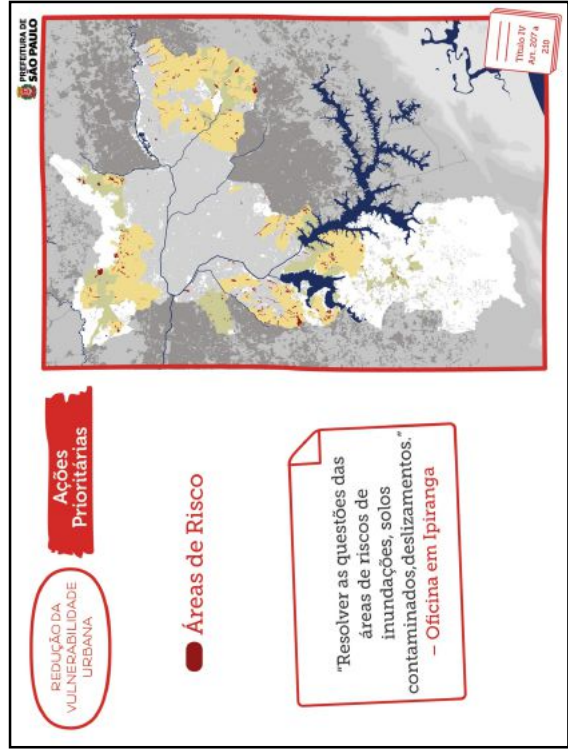 REDUÇÃO DA
VULNERABILIDADE
URBANA
Ações
Prioritárias
PREFEITURA DE
SÃO PAULO
Áreas de Risco
"Resolver as questões das
áreas de riscos de
inundações, solos
contaminados,deslizamentos."
– Oficina em Ipiranga
Título IV
Art. 207 a
210